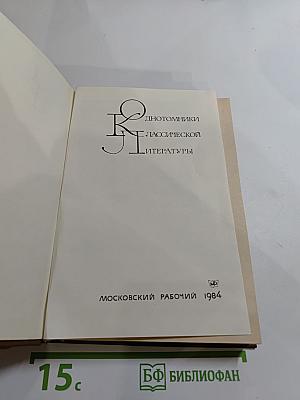 Однотомники
Классической
Литературы
МОСКОВСКИЙ РАБОЧИЙ 1984
15с
БФ БИБЛИОФАН